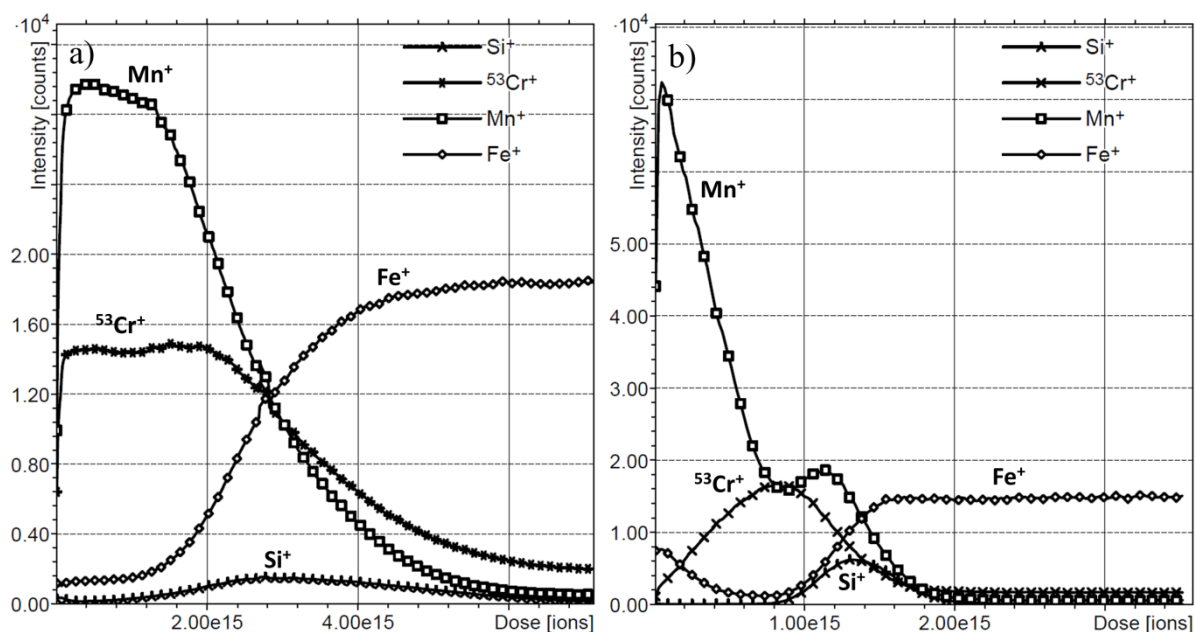 ·10⁴
a)
Intensity [counts]
Si⁺
⁵³Cr⁺
Mn⁺
Fe⁺
Mn⁺
⁵³Cr⁺
Fe⁺
Si⁺
2.00
1.60
1.20
0.80
0.40
0.00
2.00e15
4.00e15
Dose [ions]
·10⁴
b)
Intensity [counts]
Si⁺
⁵³Cr⁺
Mn⁺
Fe⁺
Mn⁺
⁵³Cr⁺
Fe⁺
Si⁺
5.00
4.00
3.00
2.00
1.00
0.00
1.00e15
2.00e15
Dose [ions]